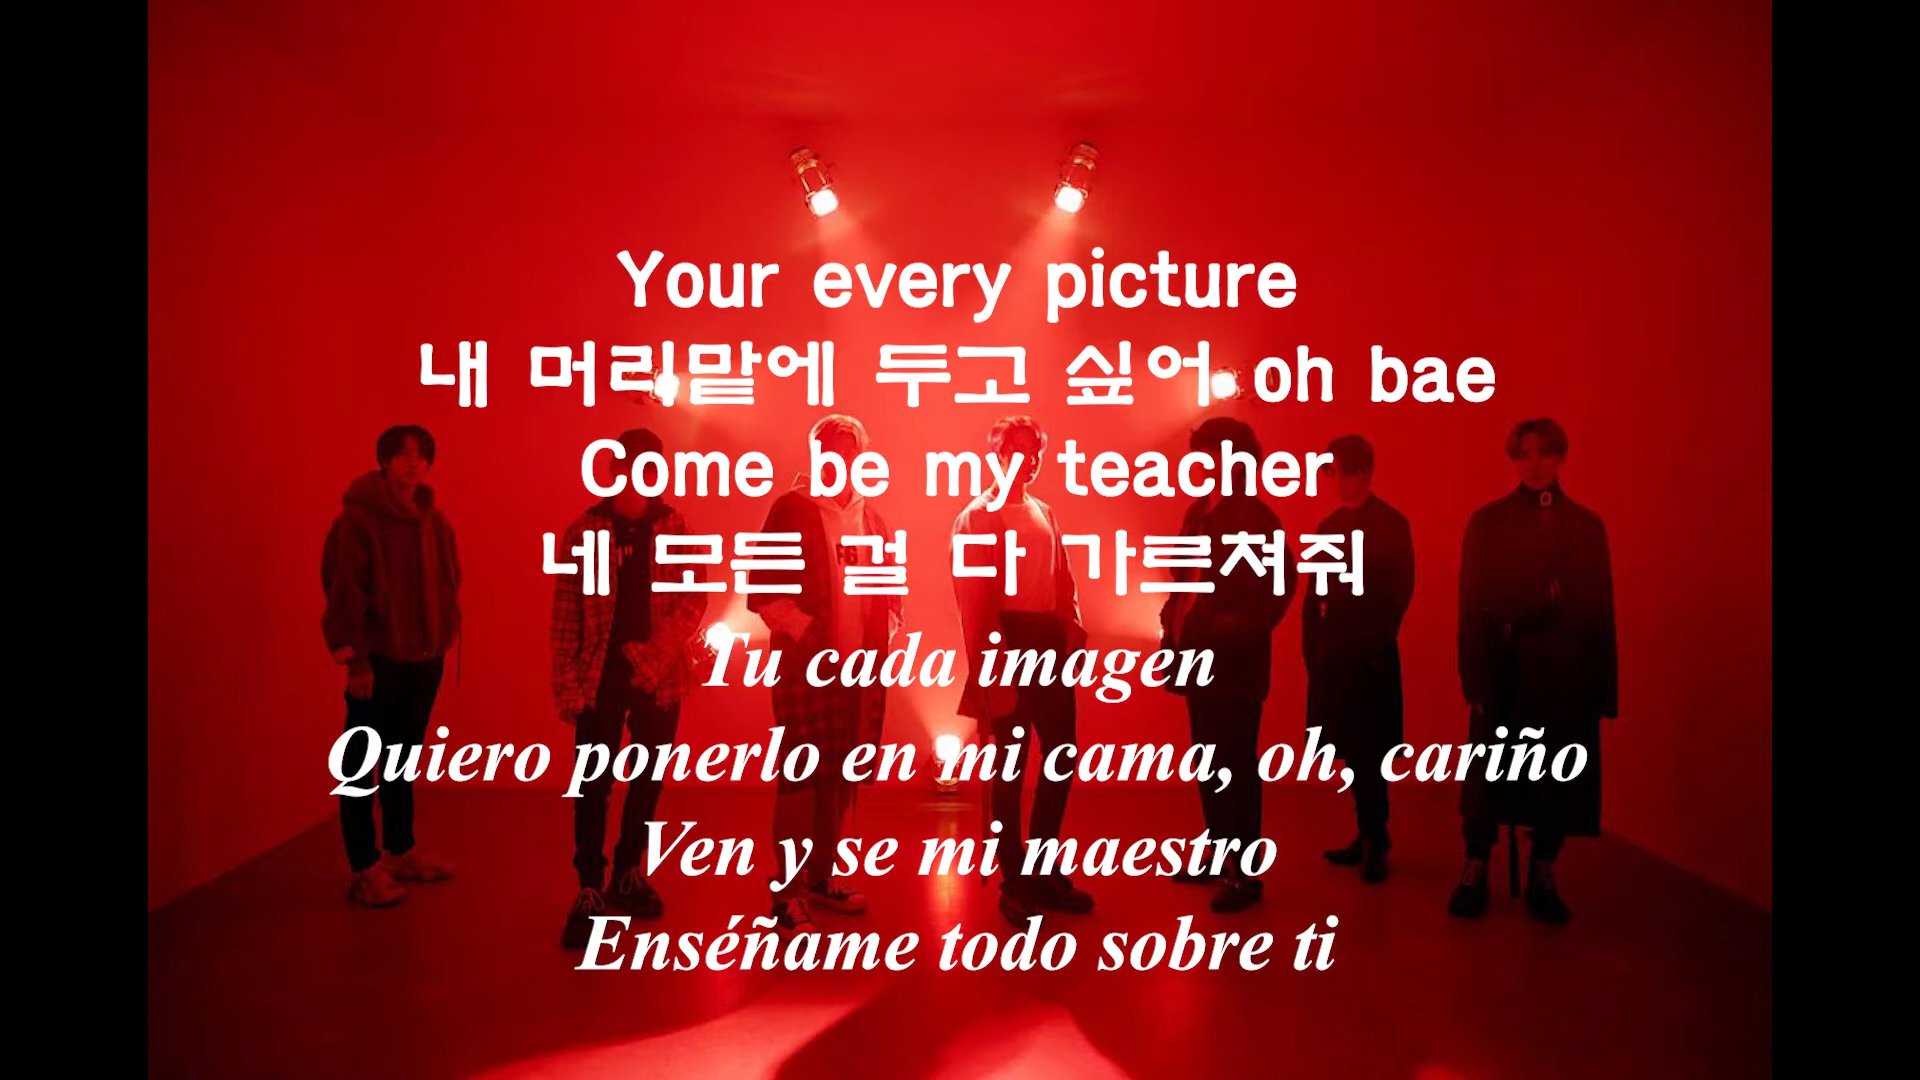 Your every picture
내 머리맡에 두고 싶어 oh bae
Come be my teacher
네 모든 걸 다 가르쳐줘
Tu cada imagen
Quiero ponerlo en mi cama, oh, cariño
Ven y se mi maestro
Enséñame todo sobre ti